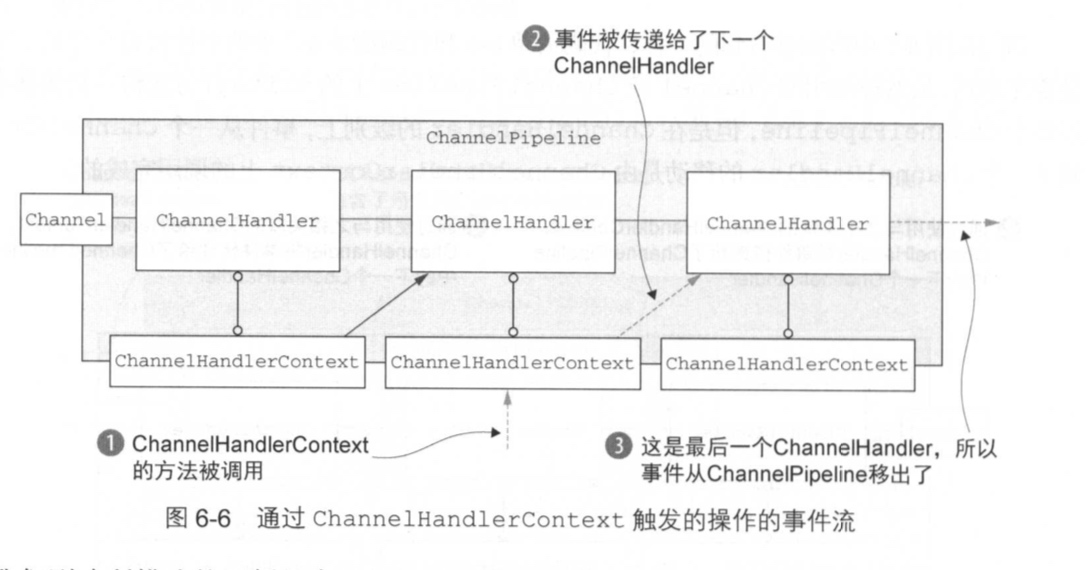 ❷ 事件被传递给了下一个
ChannelHandler
ChannelPipeline
Channel
ChannelHandler
ChannelHandler
ChannelHandler
ChannelHandlerContext
ChannelHandlerContext
ChannelHandlerContext
❶ ChannelHandlerContext
的方法被调用
❸ 这是最后一个ChannelHandler，所以
事件从ChannelPipeline移出了
图 6-6 通过 ChannelHandlerContext 触发的操作的事件流